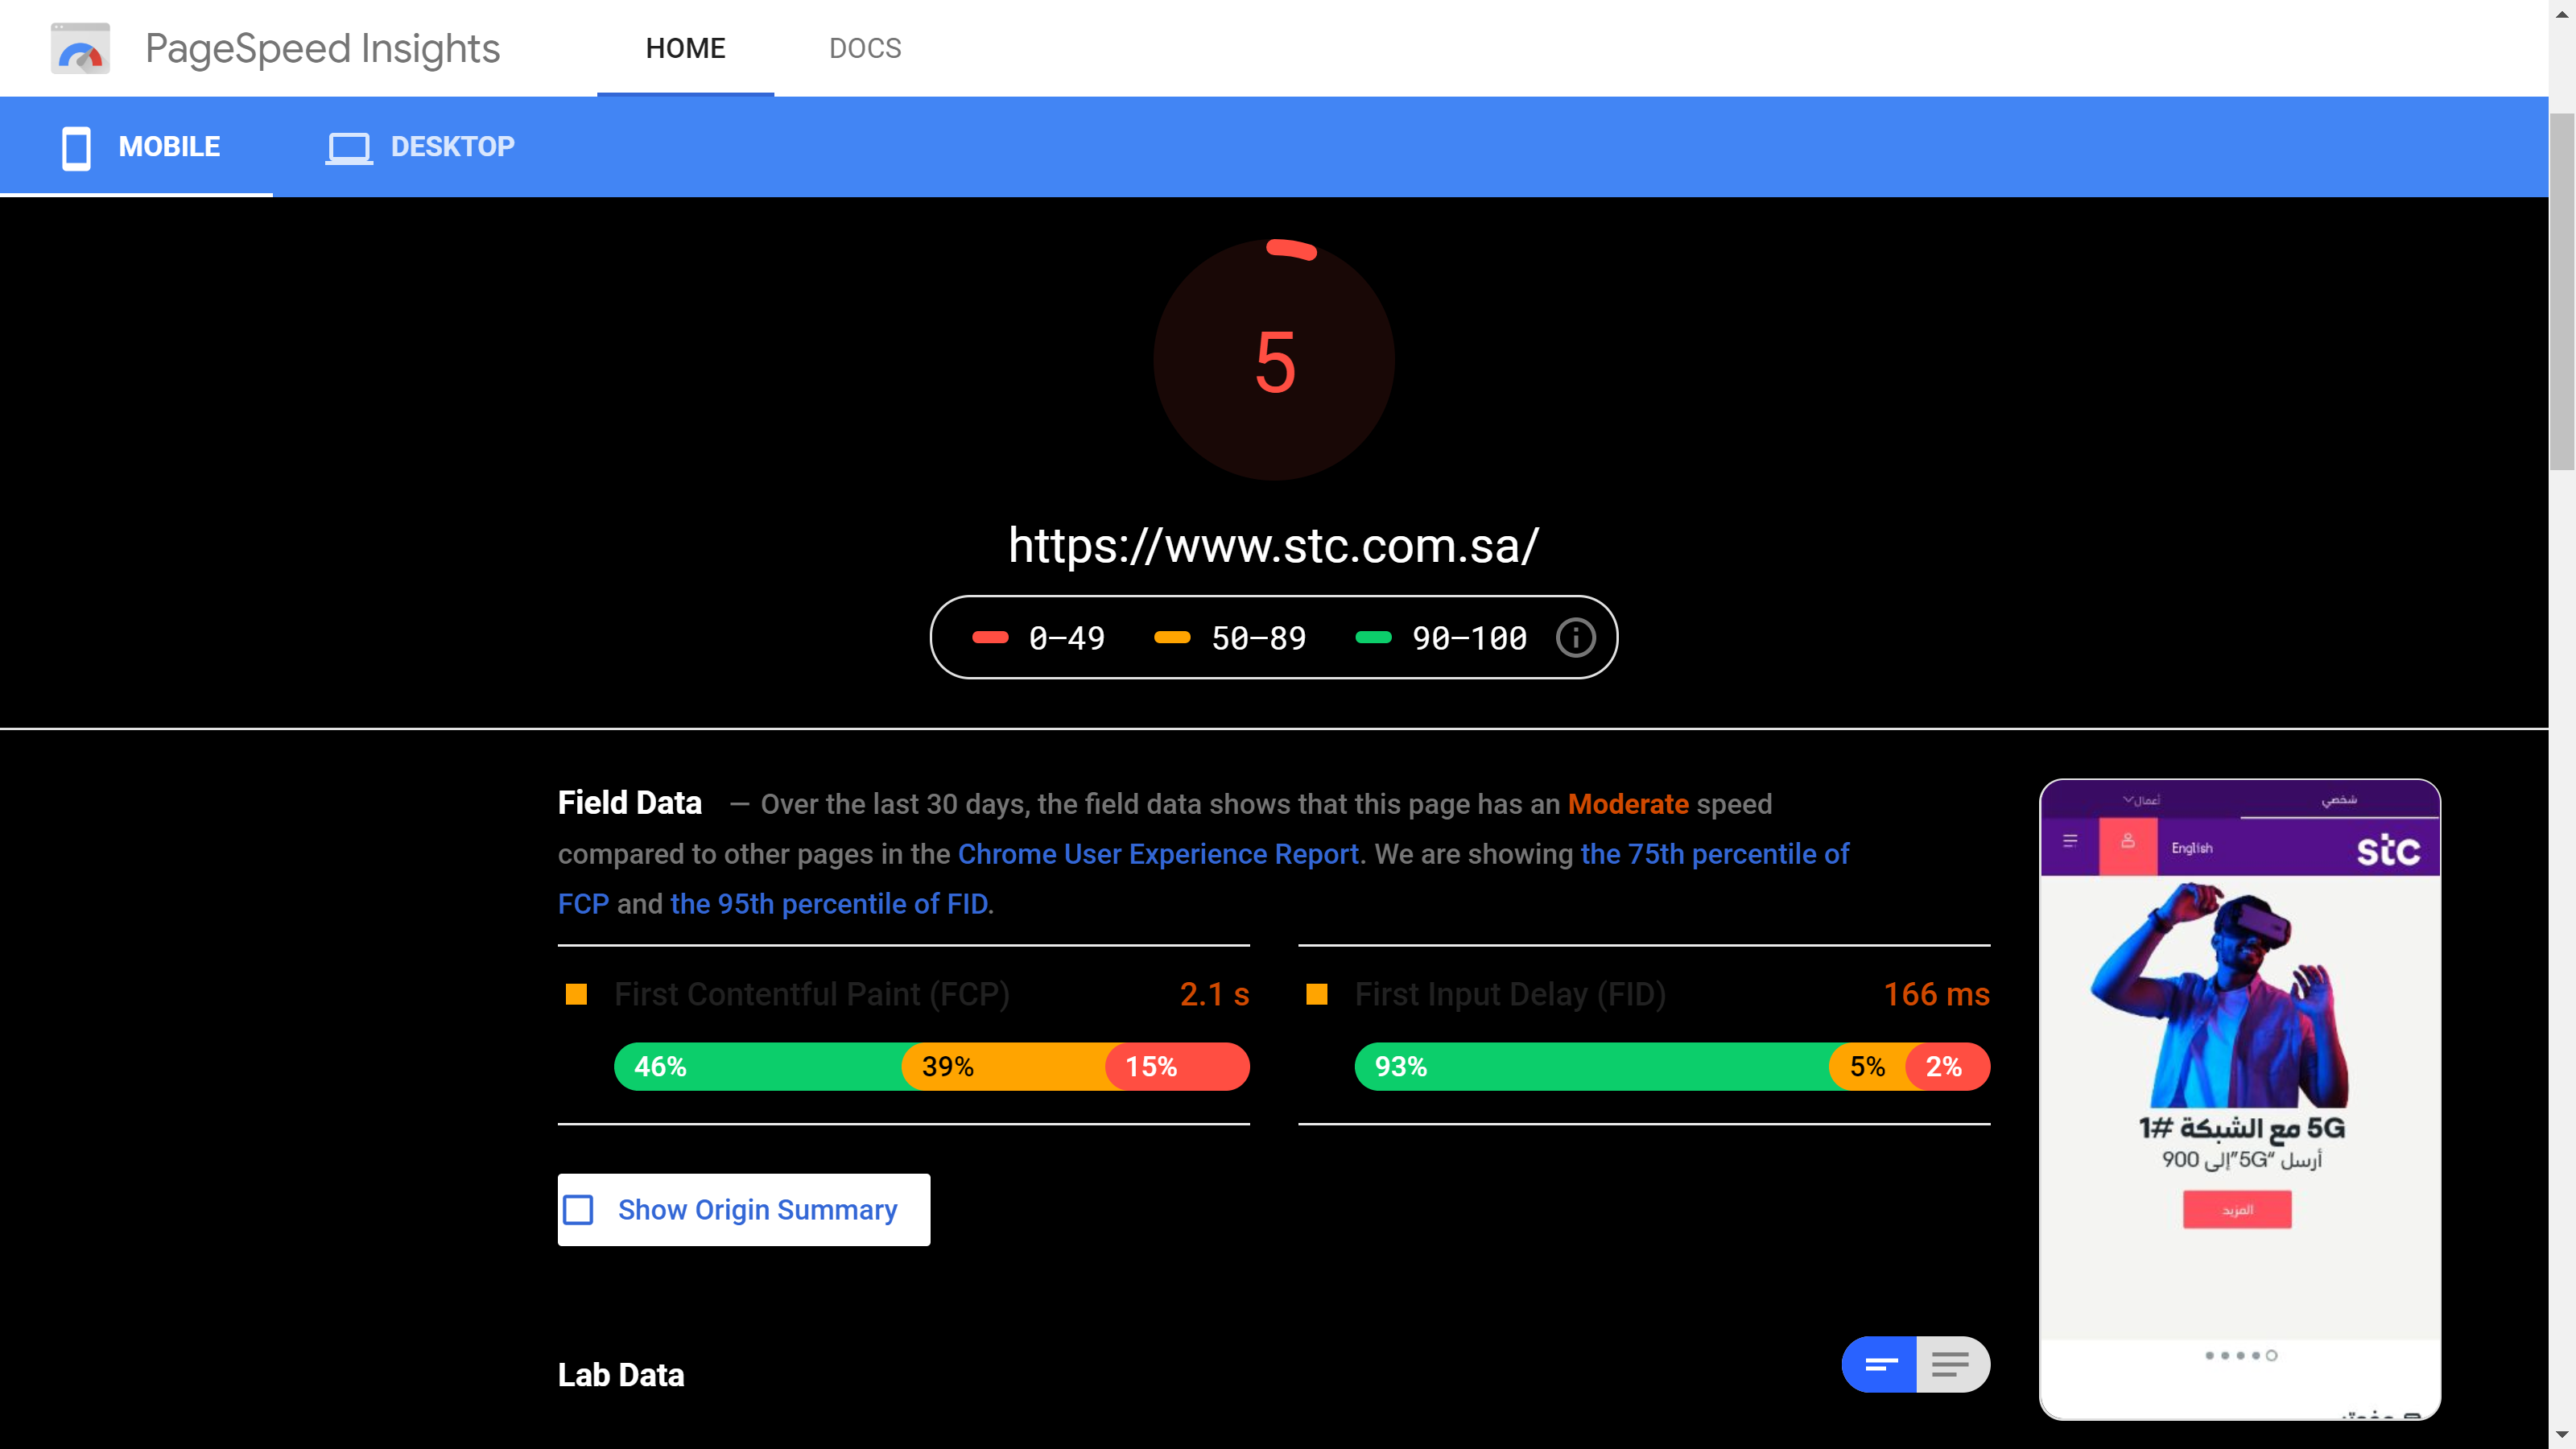 PageSpeed Insights
HOME
DOCS
MOBILE
DESKTOP
5
https://www.stc.com.sa/
0–49
50–89
90–100
Field Data — Over the last 30 days, the field data shows that this page has an Moderate speed
compared to other pages in the Chrome User Experience Report. We are showing the 75th percentile of
FCP and the 95th percentile of FID.
First Contentful Paint (FCP)
2.1 s
46%
39%
15%
First Input Delay (FID)
166 ms
93%
5%
2%
Show Origin Summary
Lab Data
شخصي
أعمال
English
stc
5G مع الشبكة #1
أرسل “5G”إلى 900
المزيد